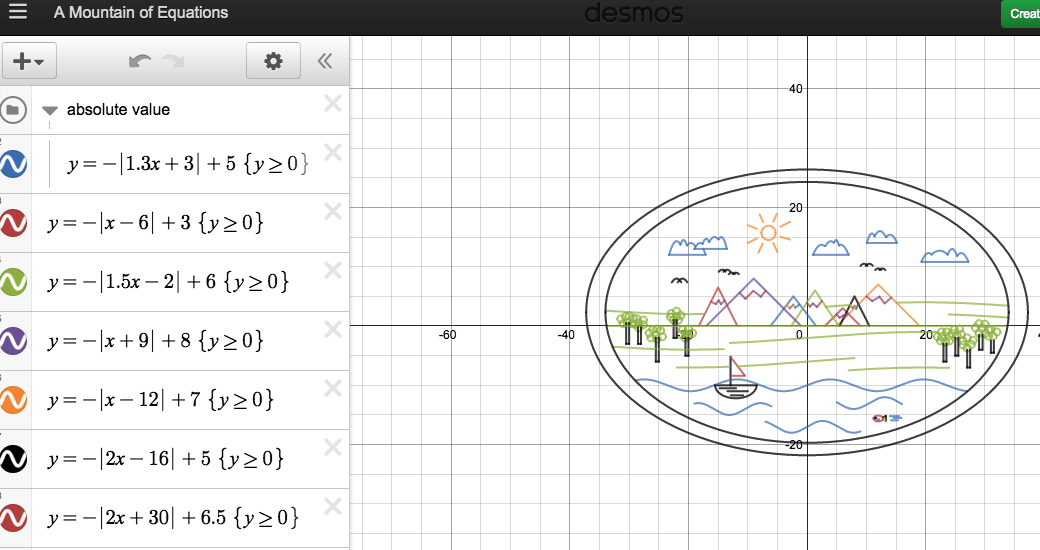 A Mountain of Equations
desmos
Creat
absolute value
y = −|1.3x + 3| + 5 {y ≥ 0}
y = −|x − 6| + 3 {y ≥ 0}
y = −|1.5x − 2| + 6 {y ≥ 0}
y = −|x + 9| + 8 {y ≥ 0}
y = −|x − 12| + 7 {y ≥ 0}
y = −|2x − 16| + 5 {y ≥ 0}
y = −|2x + 30| + 6.5 {y ≥ 0}
40
20
-60 -40 0 20
-20